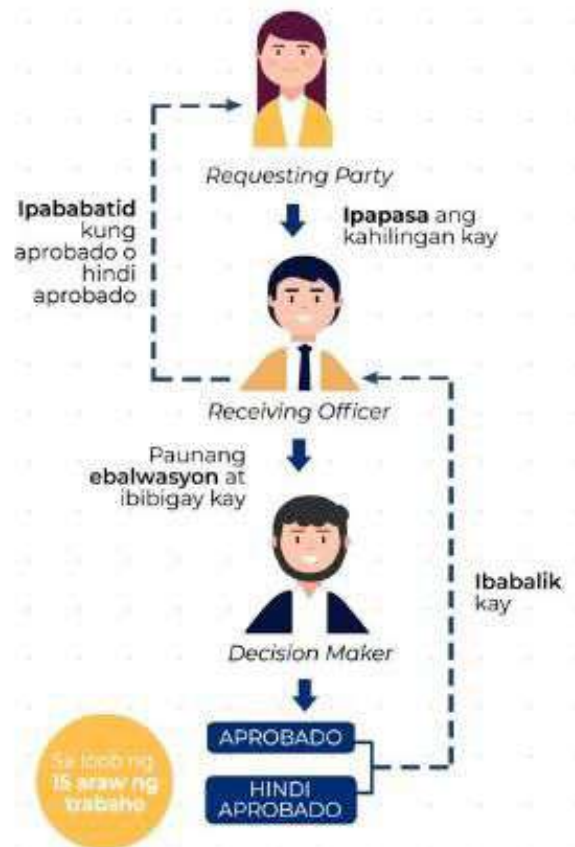 Requesting Party
Ipababatid
kung
aprobado o
hindi
aprobado
Ipapasa ang
kahilingan kay
Receiving Officer
Paunang
ebalwasyon at
ibibigay kay
Decision Maker
Ibabalik
kay
APROBADO
HINDI
APROBADO
Sa loob ng
15 araw ng
trabaho